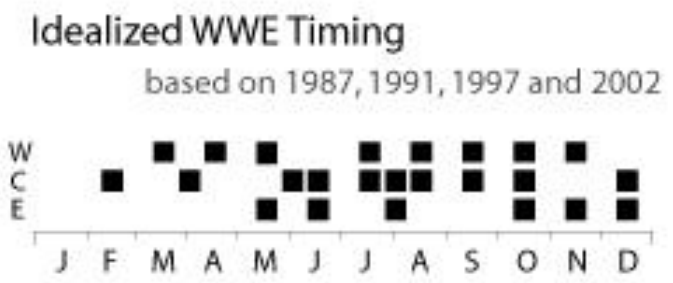 Idealized WWE Timing
based on 1987, 1991, 1997 and 2002
W
C
E
J F M A M J J A S O N D